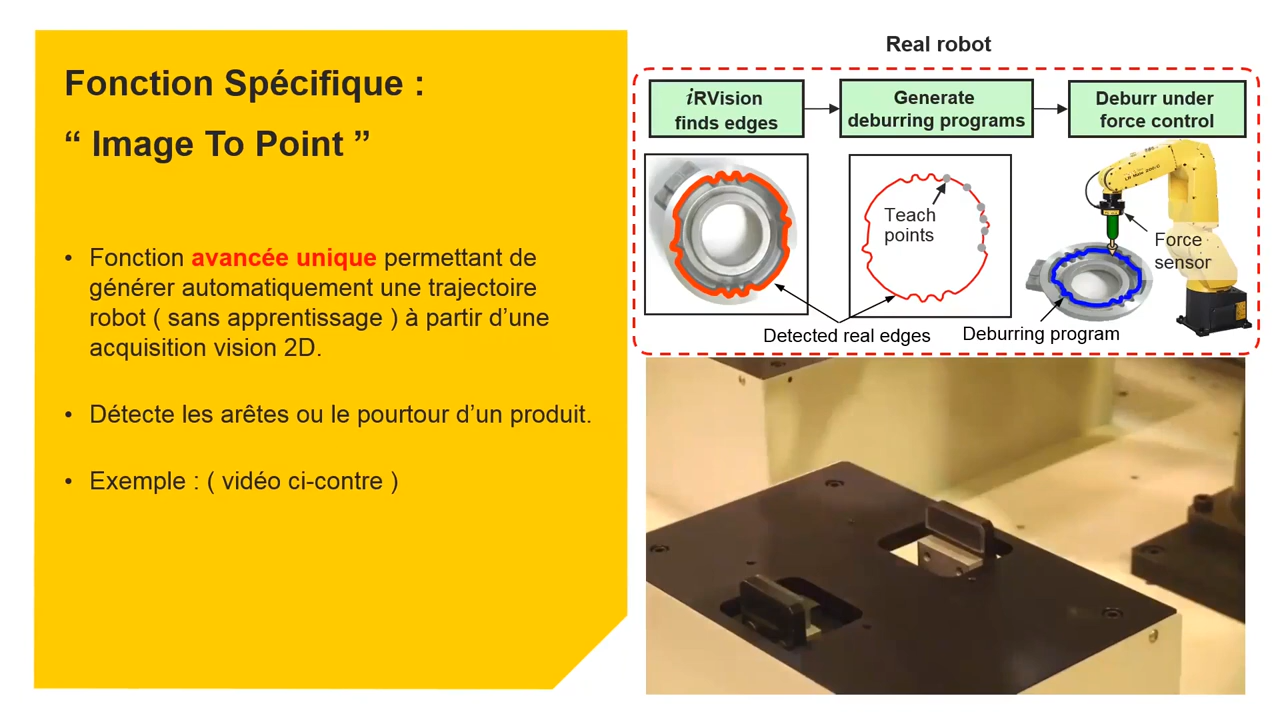 Fonction Spécifique :
“ Image To Point ”
• Fonction avancée unique permettant de
générer automatiquement une trajectoire
robot ( sans apprentissage ) à partir d’une
acquisition vision 2D.
• Détecte les arêtes ou le pourtour d’un produit.
• Exemple : ( vidéo ci-contre )
Real robot
iRVision
finds edges
Generate
deburring programs
Deburr under
force control
Teach
points
Force
sensor
Detected real edges
Deburring program